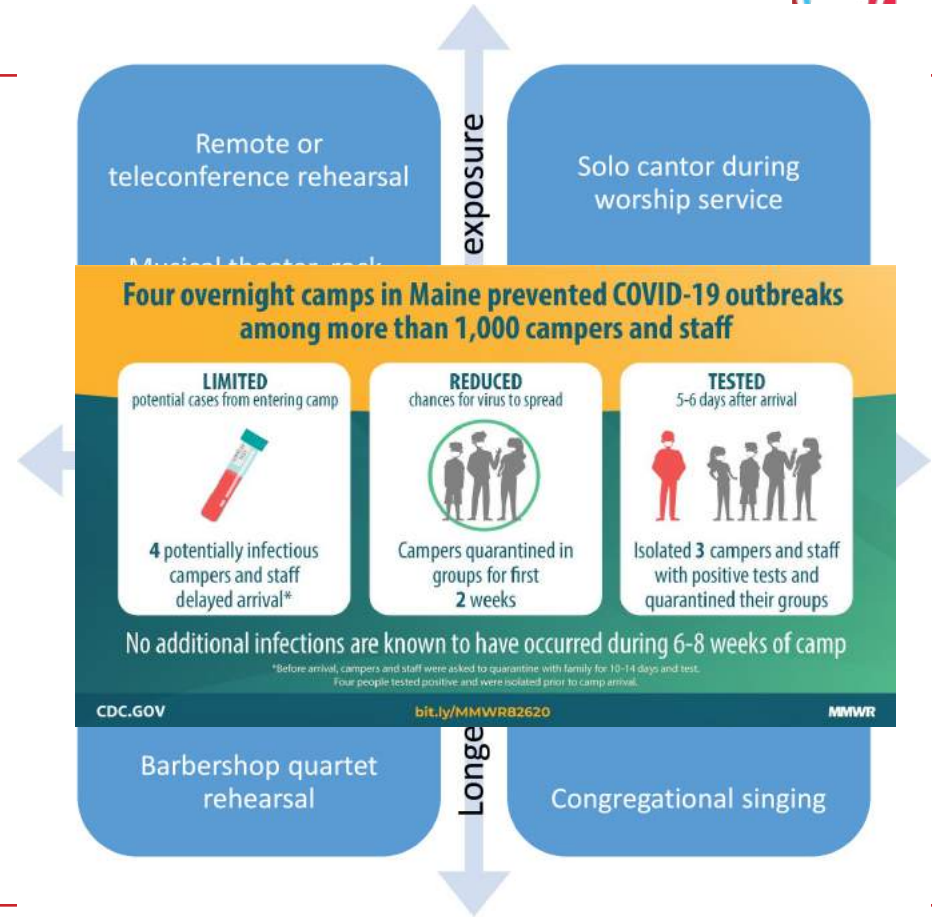 Remote or
teleconference rehearsal
exposure
Solo cantor during
worship service
Four overnight camps in Maine prevented COVID-19 outbreaks
among more than 1,000 campers and staff
LIMITED
potential cases from entering camp
4 potentially infectious
campers and staff
delayed arrival*
REDUCED
chances for virus to spread
Campers quarantined in
groups for first
2 weeks
TESTED
5-6 days after arrival
Isolated 3 campers and staff
with positive tests and
quarantined their groups
No additional infections are known to have occurred during 6-8 weeks of camp
*Before arrival, campers and staff were asked to quarantine with family for 10-14 days and test.
Four people tested positive and were isolated prior to camp arrival.
CDC.GOV
bit.ly/MMWR82620
MMWR
Barbershop quartet
rehearsal
Longe
Congregational singing